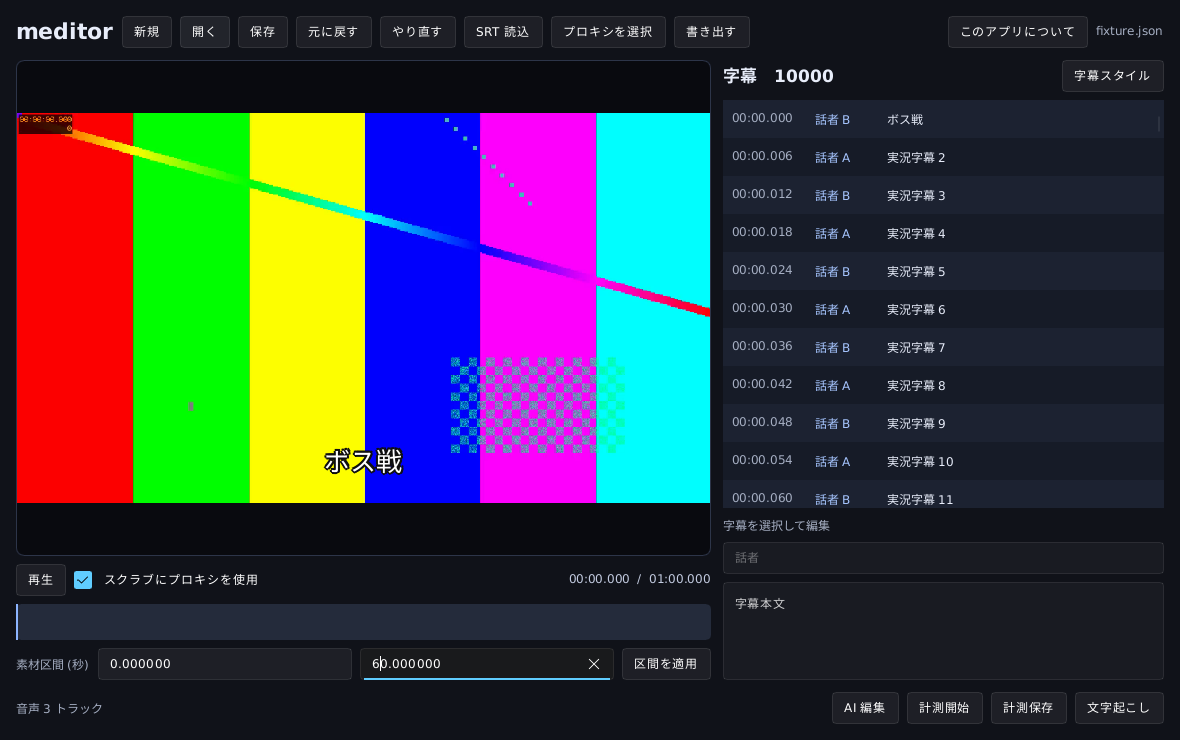 meditor 新規 開く 保存 元に戻す やり直す SRT 読込 プロキシを選択 書き出す このアプリについて fixture.json
00:00:00.000
0
ボス戦
再生 スクラブにプロキシを使用 00:00.000 / 01:00.000
素材区間 (秒) 0.000000 60.000000 区間を適用
音声 3 トラック
字幕 10000 字幕スタイル
00:00.000 話者 B ボス戦
00:00.006 話者 A 実況字幕 2
00:00.012 話者 B 実況字幕 3
00:00.018 話者 A 実況字幕 4
00:00.024 話者 B 実況字幕 5
00:00.030 話者 A 実況字幕 6
00:00.036 話者 B 実況字幕 7
00:00.042 話者 A 実況字幕 8
00:00.048 話者 B 実況字幕 9
00:00.054 話者 A 実況字幕 10
00:00.060 話者 B 実況字幕 11
字幕を選択して編集
話者
字幕本文
AI 編集 計測開始 計測保存 文字起こし